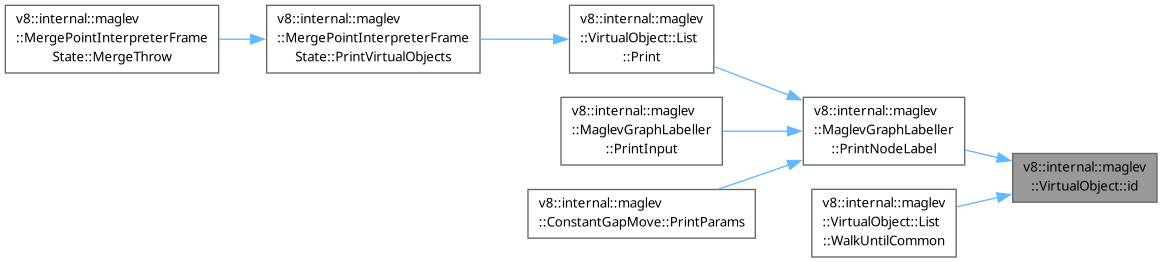 v8::internal::maglev
::MergePointInterpreterFrame
State::MergeThrow
v8::internal::maglev
::MergePointInterpreterFrame
State::PrintVirtualObjects
v8::internal::maglev
::VirtualObject::List
::Print
v8::internal::maglev
::MaglevGraphLabeller
::PrintInput
v8::internal::maglev
::ConstantGapMove::PrintParams
v8::internal::maglev
::MaglevGraphLabeller
::PrintNodeLabel
v8::internal::maglev
::VirtualObject::List
::WalkUntilCommon
v8::internal::maglev
::VirtualObject::id